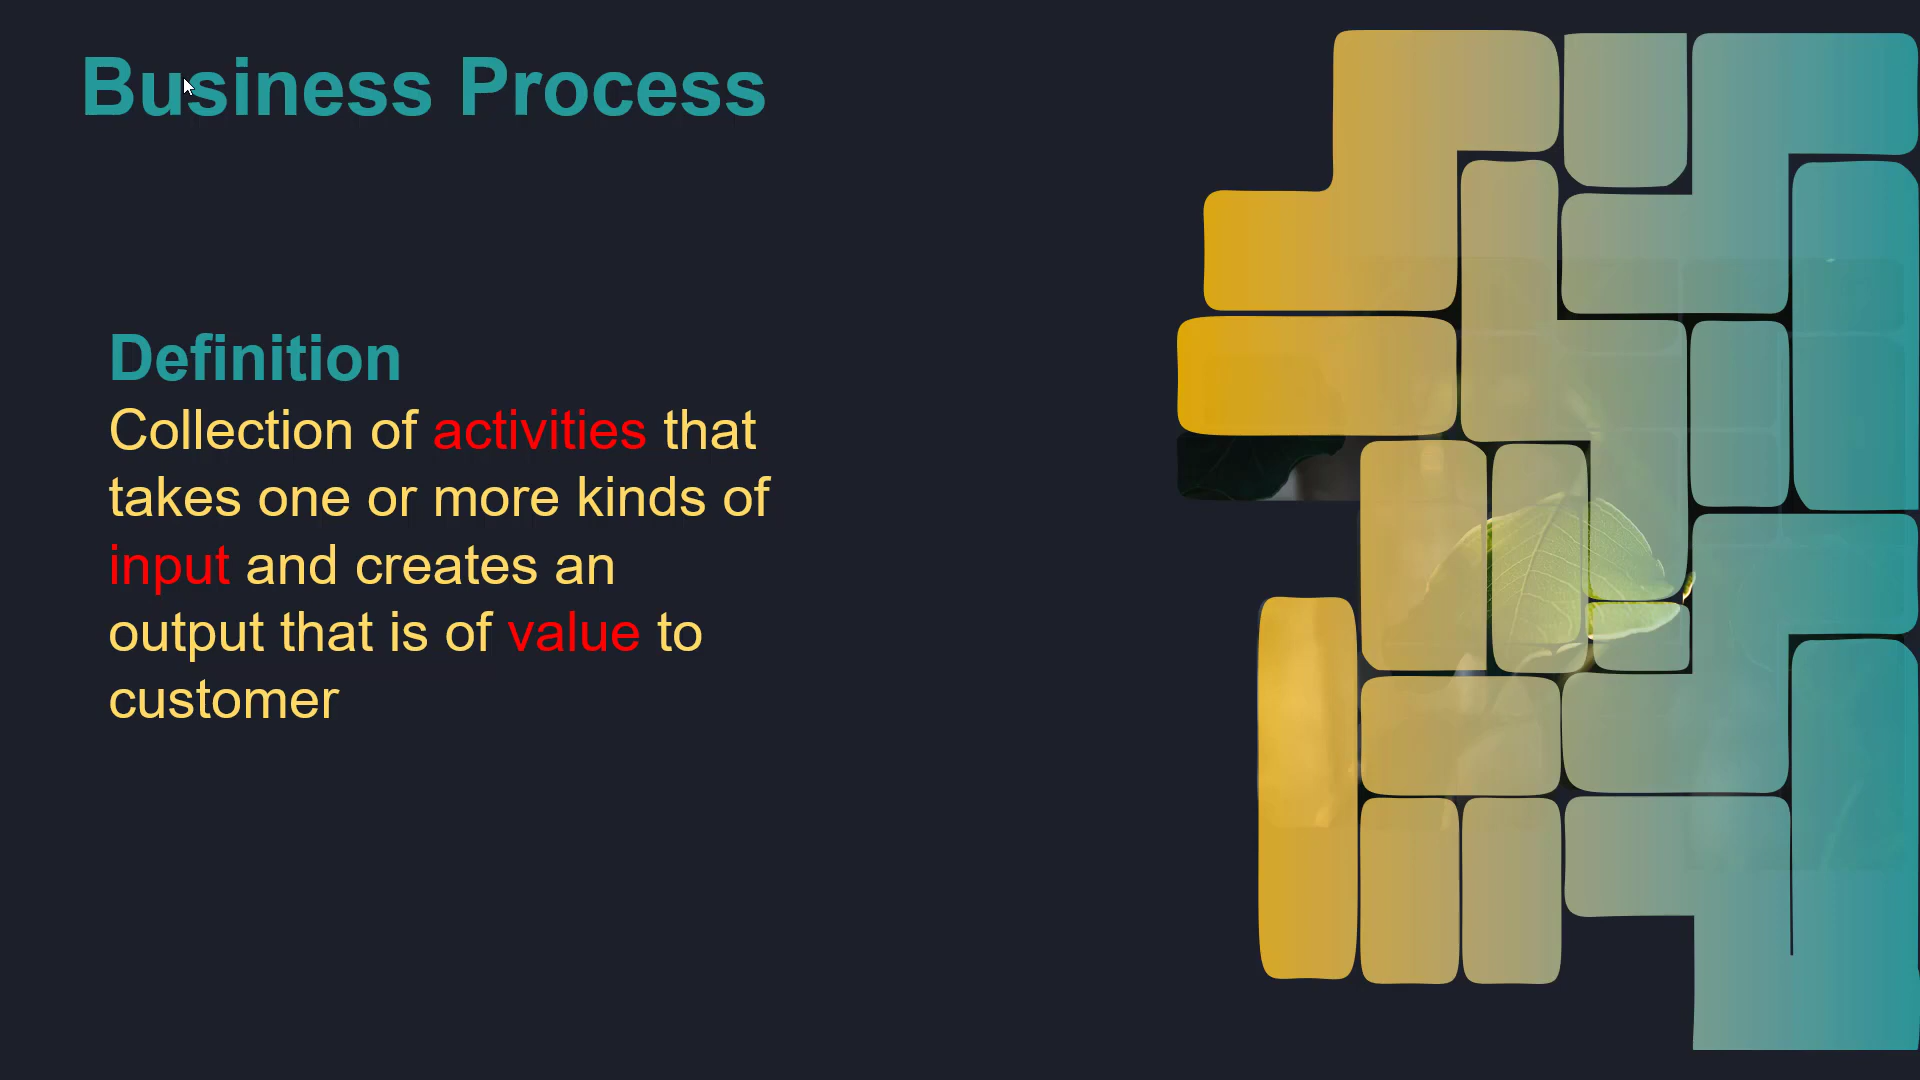 Business Process
Definition
Collection of activities that
takes one or more kinds of
input and creates an
output that is of value to
customer